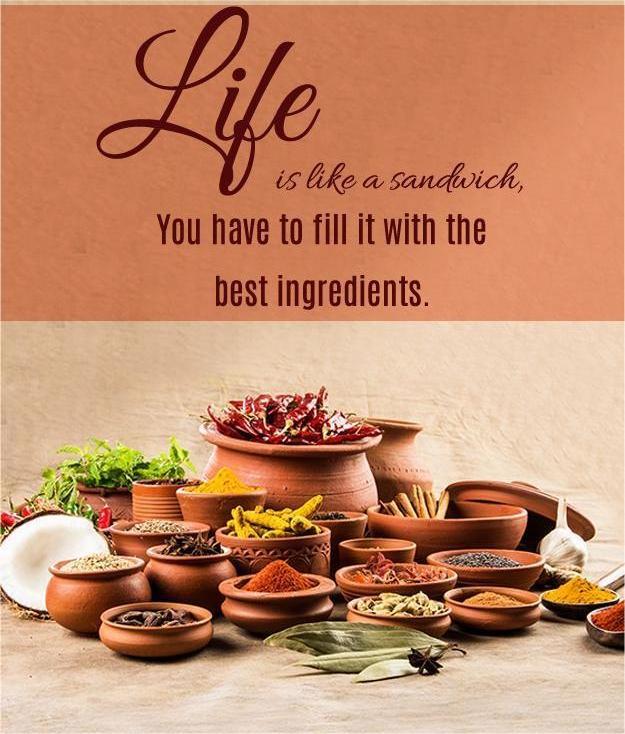 Life
is like a sandwich,
You have to fill it with the
best ingredients.